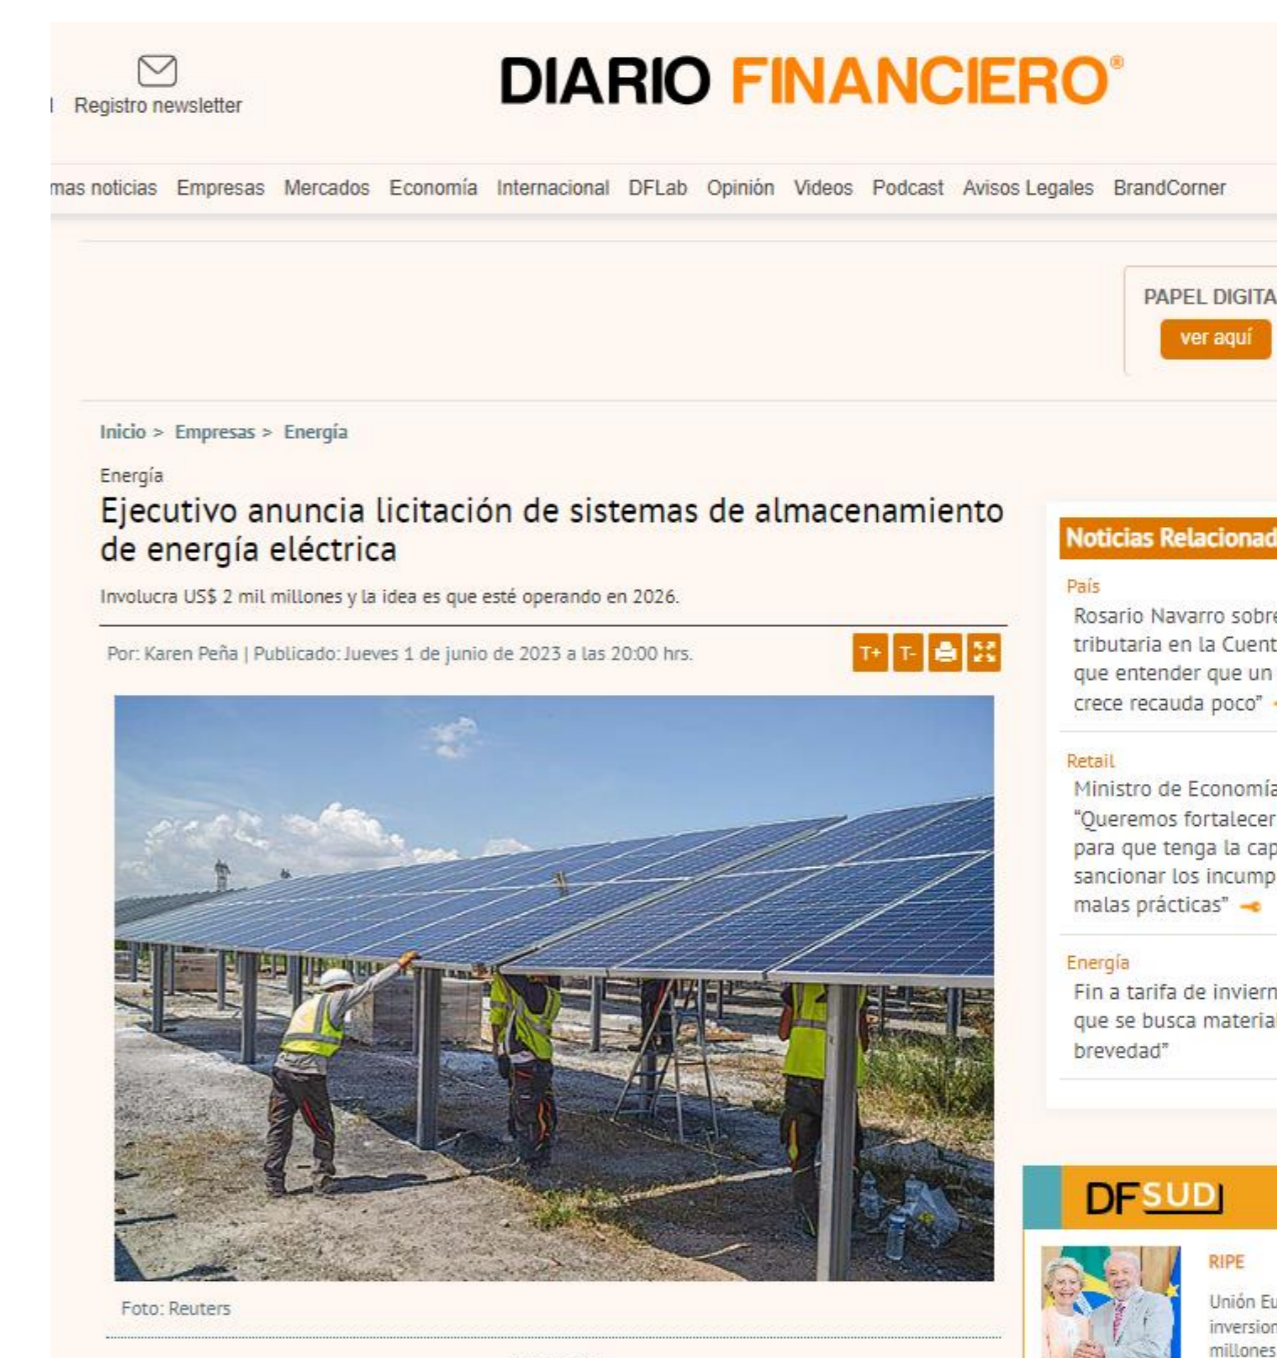 Registro newsletter
DIARIO FINANCIERO®
mas noticias Empresas Mercados Economía Internacional DFLab Opinión Videos Podcast Avisos Legales BrandCorner
PAPEL DIGITA
ver aquí
Inicio > Empresas > Energía
Energía
Ejecutivo anuncia licitación de sistemas de almacenamiento
de energía eléctrica
Involucra US$ 2 mil millones y la idea es que esté operando en 2026.
Por: Karen Peña | Publicado: Jueves 1 de junio de 2023 a las 20:00 hrs.
T+ T-
Foto: Reuters
Noticias Relacionad
País
Rosario Navarro sobre
tributaria en la Cuent
que entender que un
crece recauda poco”
Retail
Ministro de Economía
“Queremos fortalecer
para que tenga la cap
sancionar los incump
malas prácticas”
Energía
Fin a tarifa de inviern
que se busca material
brevedad”
DFSUD
RIPE
Unión Eu
inversion
millones